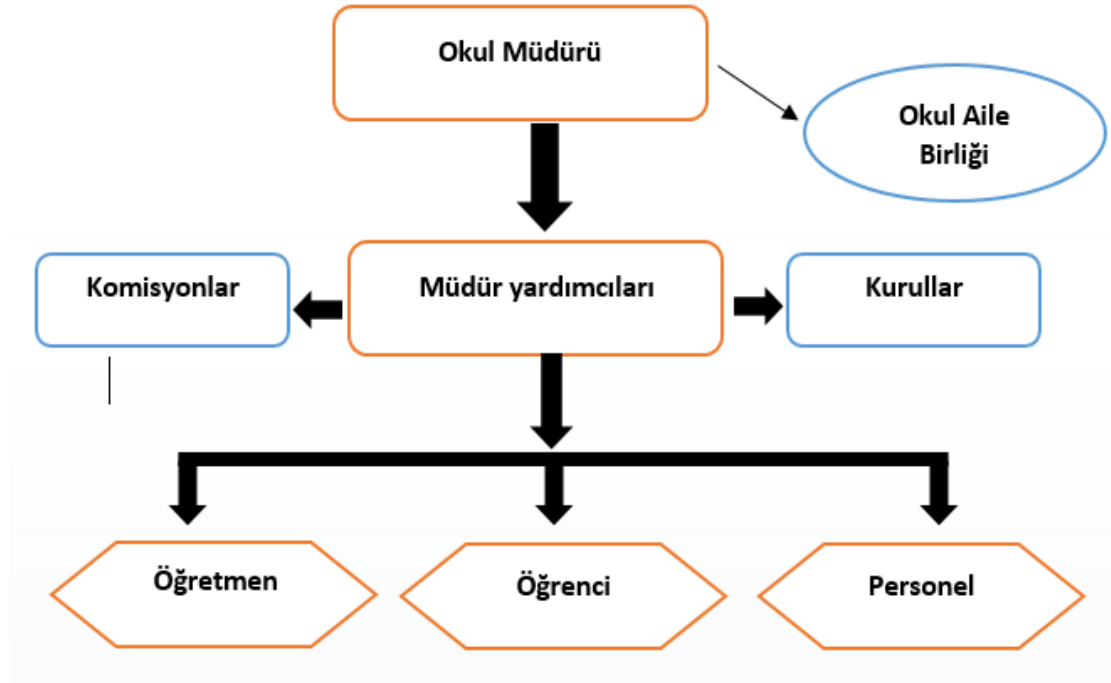 Okul Müdürü
Okul Aile
Birliği
Komisyonlar
Müdür yardımcıları
Kurullar
Öğretmen
Öğrenci
Personel